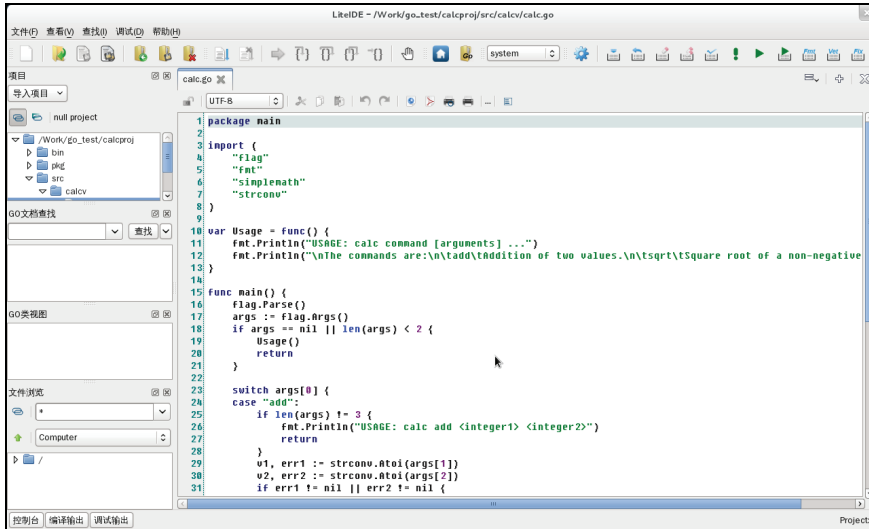 LiteIDE - /Work/go_test/calcproj/src/calcv/calc.go
文件(F) 查看(V) 查找(I) 调试(D) 帮助(H)
Go system Fmt Vet Fix
项目
calc.go
导入项目
UTF-8
null project
/Work/go_test/calcproj
bin
pkg
src
calcv
GO文档查找
查找
GO类视图
文件浏览
*
Computer
/
1 package main
2
3 import (
4 "flag"
5 "fmt"
6 "simplemath"
7 "strconv"
8 )
9
10 var Usage = func() {
11 fmt.Println("USAGE: calc command [arguments] ...")
12 fmt.Println("\nThe commands are:\n\tadd\tAddition of two values.\n\tsqrt\tSquare root of a non-negative
13 }
14
15 func main() {
16 flag.Parse()
17 args := flag.Args()
18 if args == nil || len(args) < 2 {
19 Usage()
20 return
21 }
22
23 switch args[0] {
24 case "add":
25 if len(args) != 3 {
26 fmt.Println("USAGE: calc add <integer1> <integer2>")
27 return
28 }
29 v1, err1 := strconv.Atoi(args[1])
30 v2, err2 := strconv.Atoi(args[2])
31 if err1 != nil || err2 != nil {
控制台 编译输出 调试输出 Project: